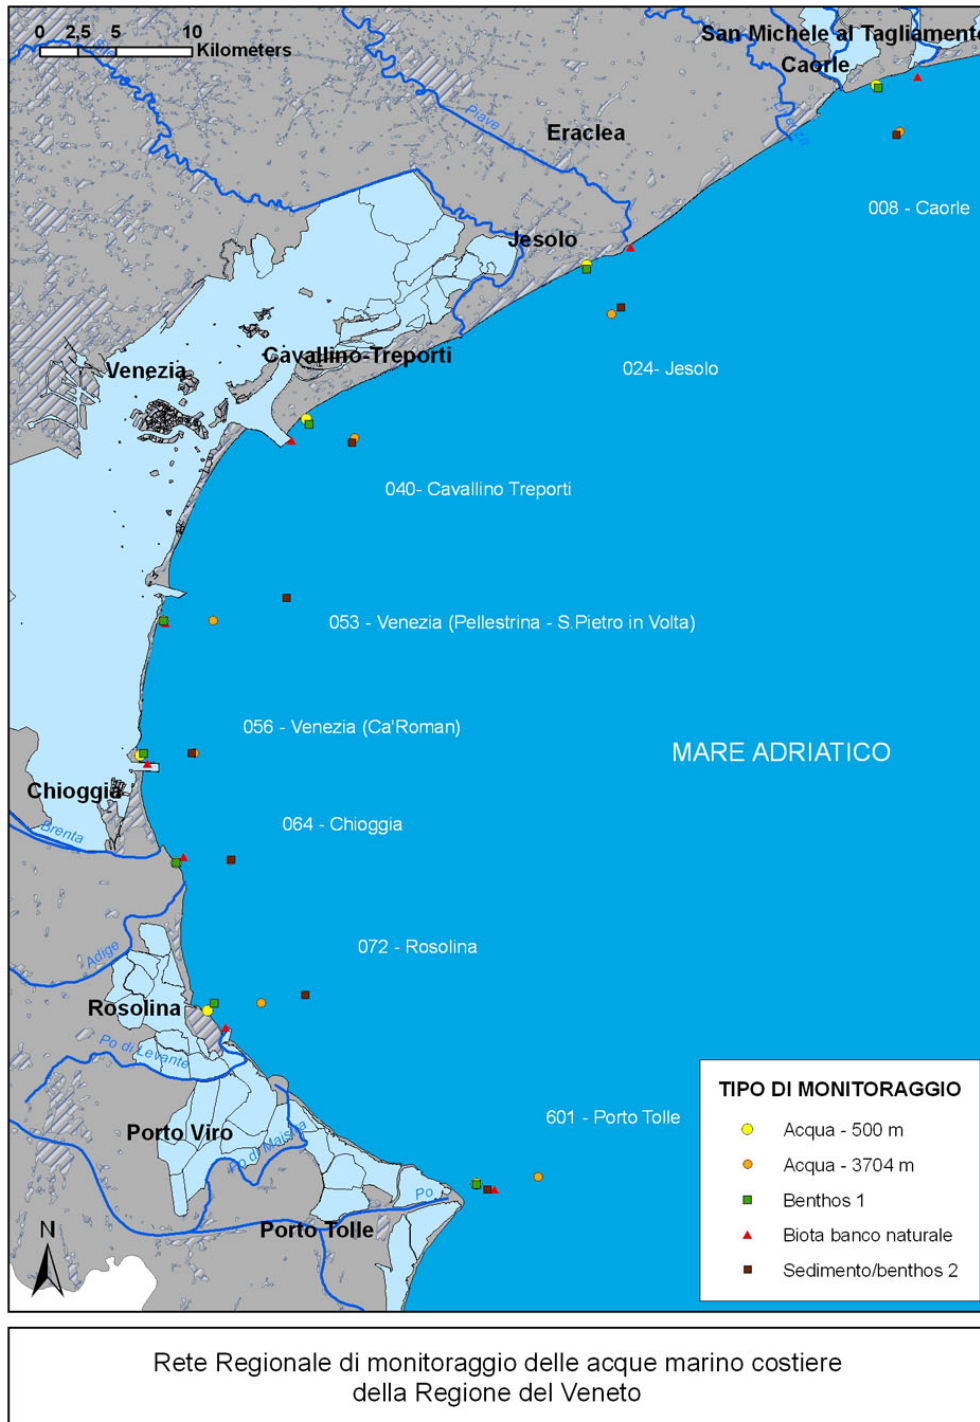 0 2,5 5 10
Kilometers
San Michele al Tagliamento
Caorle
Piave
Eraclea
008 - Caorle
Jesolo
024- Jesolo
Cavallino-Treporti
Venezia
040- Cavallino Treporti
053 - Venezia (Pellestrina - S.Pietro in Volta)
056 - Venezia (Ca'Roman)
MARE ADRIATICO
Chioggia
Brenta
064 - Chioggia
Adige
072 - Rosolina
Rosolina
Po di Levante
601 - Porto Tolle
Porto Viro
Po di Maistra
Po
Porto Tolle
N
TIPO DI MONITORAGGIO
Acqua - 500 m
Acqua - 3704 m
Benthos 1
Biota banco naturale
Sedimento/benthos 2
Rete Regionale di monitoraggio delle acque marino costiere
della Regione del Veneto